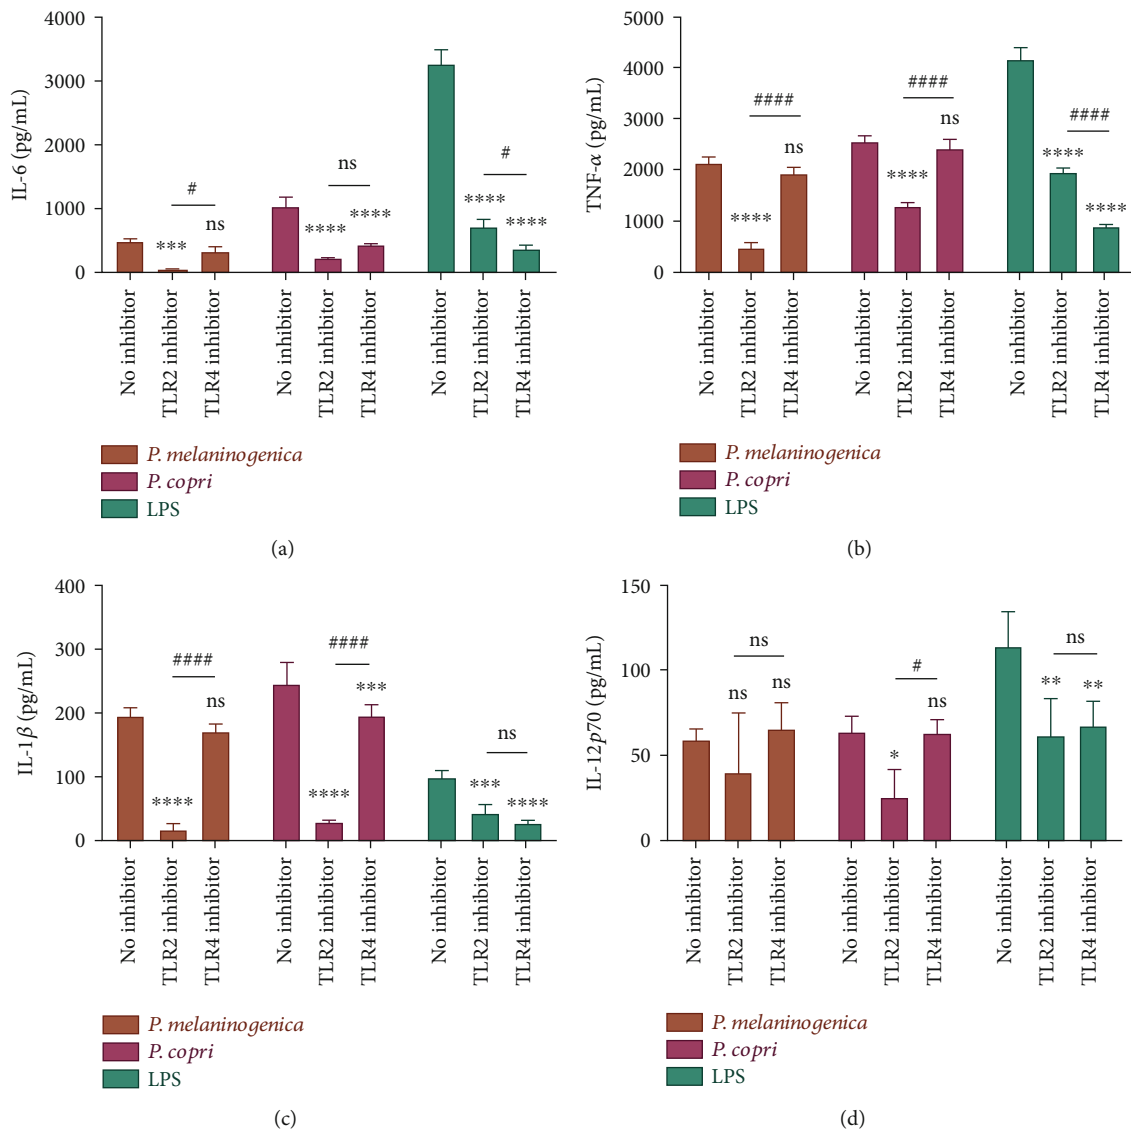 4000
3000
2000
1000
0
IL-6 (pg/mL)
#
ns
#
***
ns
****
****
****
****
No inhibitor
TLR2 inhibitor
TLR4 inhibitor
No inhibitor
TLR2 inhibitor
TLR4 inhibitor
No inhibitor
TLR2 inhibitor
TLR4 inhibitor
P. melaninogenica
P. copri
LPS
(a)
5000
4000
3000
2000
1000
0
TNF-α (pg/mL)
####
####
####
****
ns
****
ns
****
****
No inhibitor
TLR2 inhibitor
TLR4 inhibitor
No inhibitor
TLR2 inhibitor
TLR4 inhibitor
No inhibitor
TLR2 inhibitor
TLR4 inhibitor
P. melaninogenica
P. copri
LPS
(b)
400
300
200
100
0
IL-1β (pg/mL)
####
####
ns
****
ns
****
***
***
****
No inhibitor
TLR2 inhibitor
TLR4 inhibitor
No inhibitor
TLR2 inhibitor
TLR4 inhibitor
No inhibitor
TLR2 inhibitor
TLR4 inhibitor
P. melaninogenica
P. copri
LPS
(c)
150
100
50
0
IL-12p70 (pg/mL)
ns
#
ns
ns
ns
*
ns
**
**
No inhibitor
TLR2 inhibitor
TLR4 inhibitor
No inhibitor
TLR2 inhibitor
TLR4 inhibitor
No inhibitor
TLR2 inhibitor
TLR4 inhibitor
P. melaninogenica
P. copri
LPS
(d)